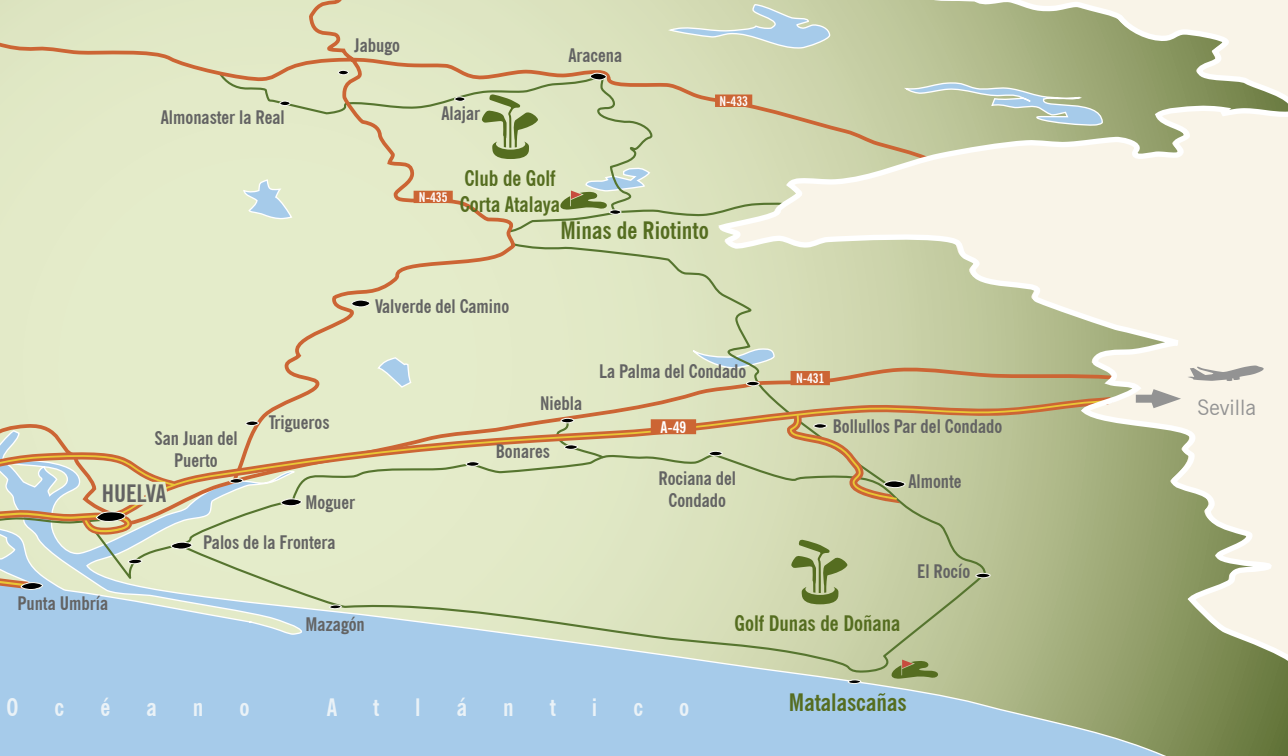 Jabugo
Aracena
N-433
Almonaster la Real
Alajar
Club de Golf
Corta Atalaya
N-435
Minas de Riotinto
Valverde del Camino
La Palma del Condado
N-431
Sevilla
Niebla
A-49
Trigueros
San Juan del
Puerto
Bonares
Bollullos Par del Condado
Rociana del
Condado
Almonte
HUELVA
Moguer
Palos de la Frontera
El Rocío
Punta Umbría
Mazagón
Golf Dunas de Doñana
Matalascañas
Océano Atlántico